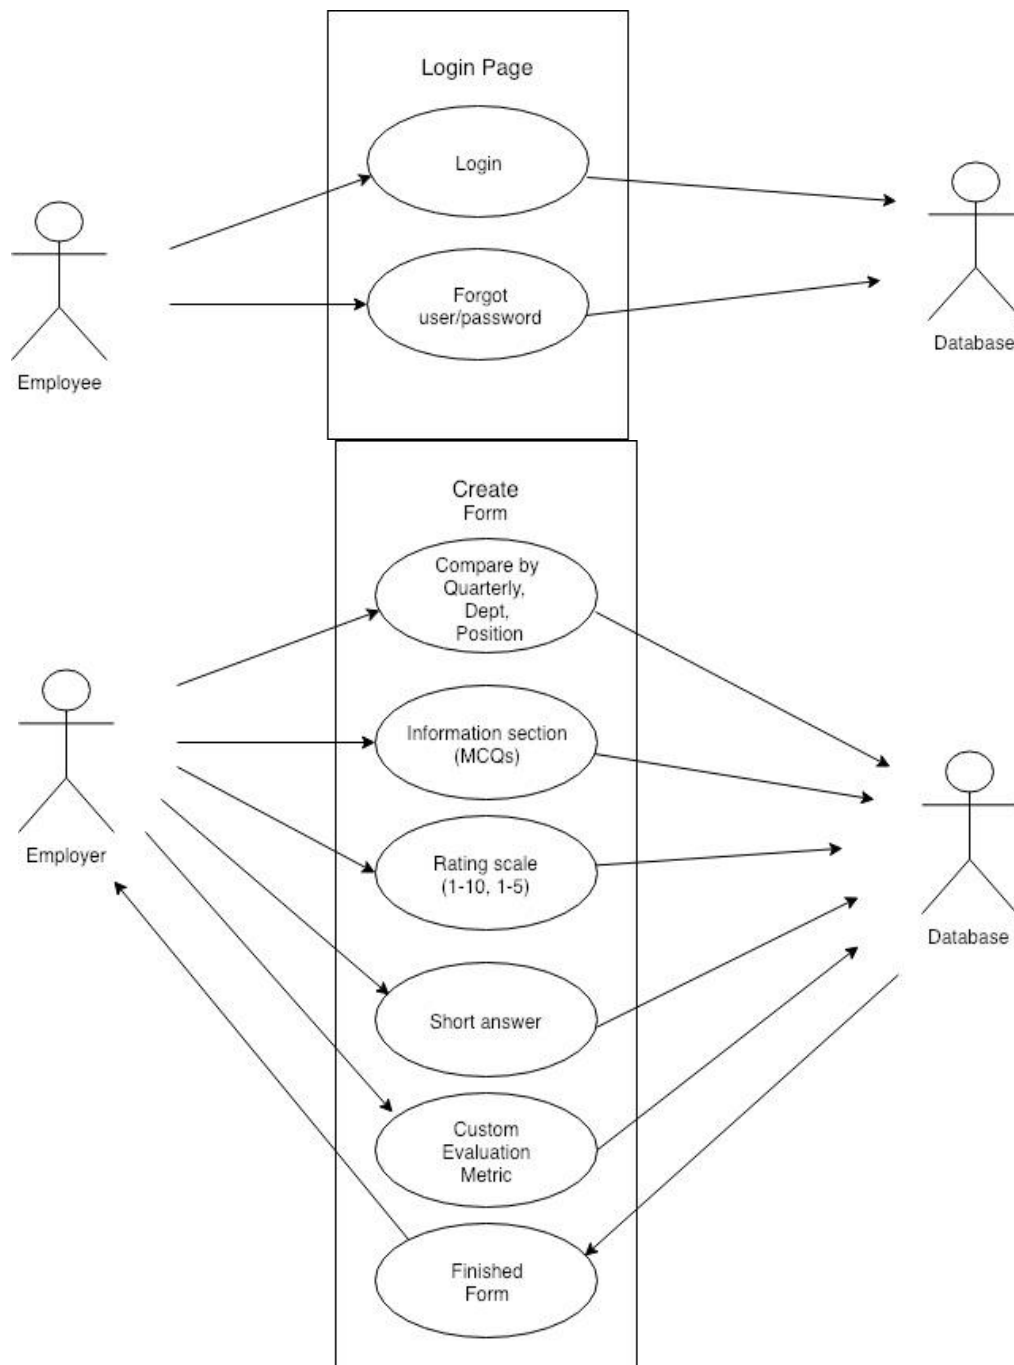 Login Page
Login
Forgot
user/password
Employee
Database
Create
Form
Compare by
Quarterly,
Dept,
Position
Information section
(MCQs)
Employer
Rating scale
(1-10, 1-5)
Database
Short answer
Custom
Evaluation
Metric
Finished
Form